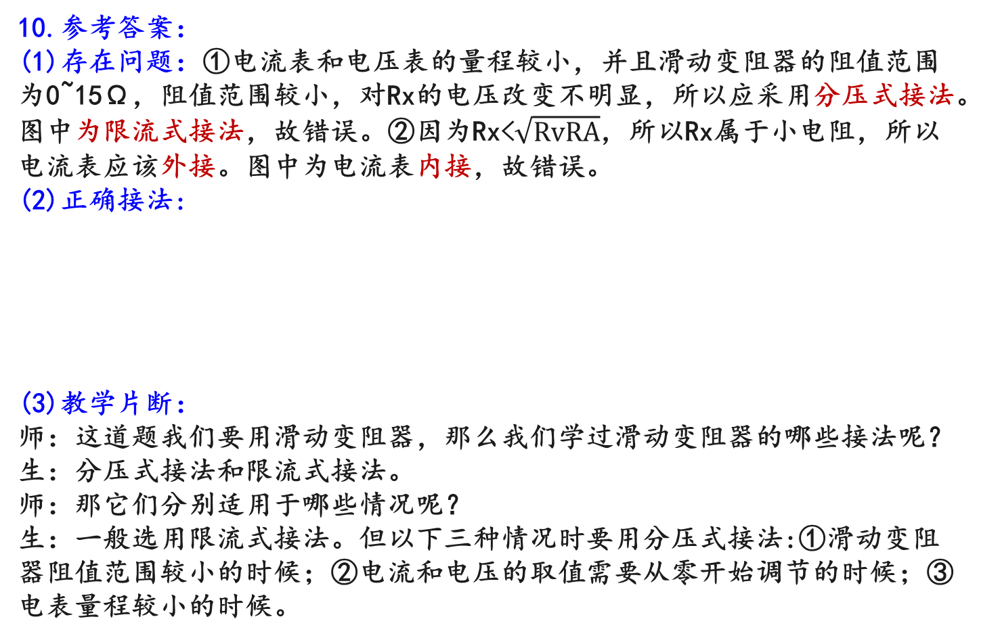 10.参考答案：
(1)存在问题：①电流表和电压表的量程较小，并且滑动变阻器的阻值范围
为0~15Ω，阻值范围较小，对Rx的电压改变不明显，所以应采用分压式接法。
图中为限流式接法，故错误。②因为Rx<√RvRA，所以Rx属于小电阻，所以
电流表应该外接。图中为电流表内接，故错误。
(2)正确接法：
(3)教学片断：
师：这道题我们要用滑动变阻器，那么我们学过滑动变阻器的哪些接法呢？
生：分压式接法和限流式接法。
师：那它们分别适用于哪些情况呢？
生：一般选用限流式接法。但以下三种情况时要用分压式接法:①滑动变阻
器阻值范围较小的时候；②电流和电压的取值需要从零开始调节的时候；③
电表量程较小的时候。